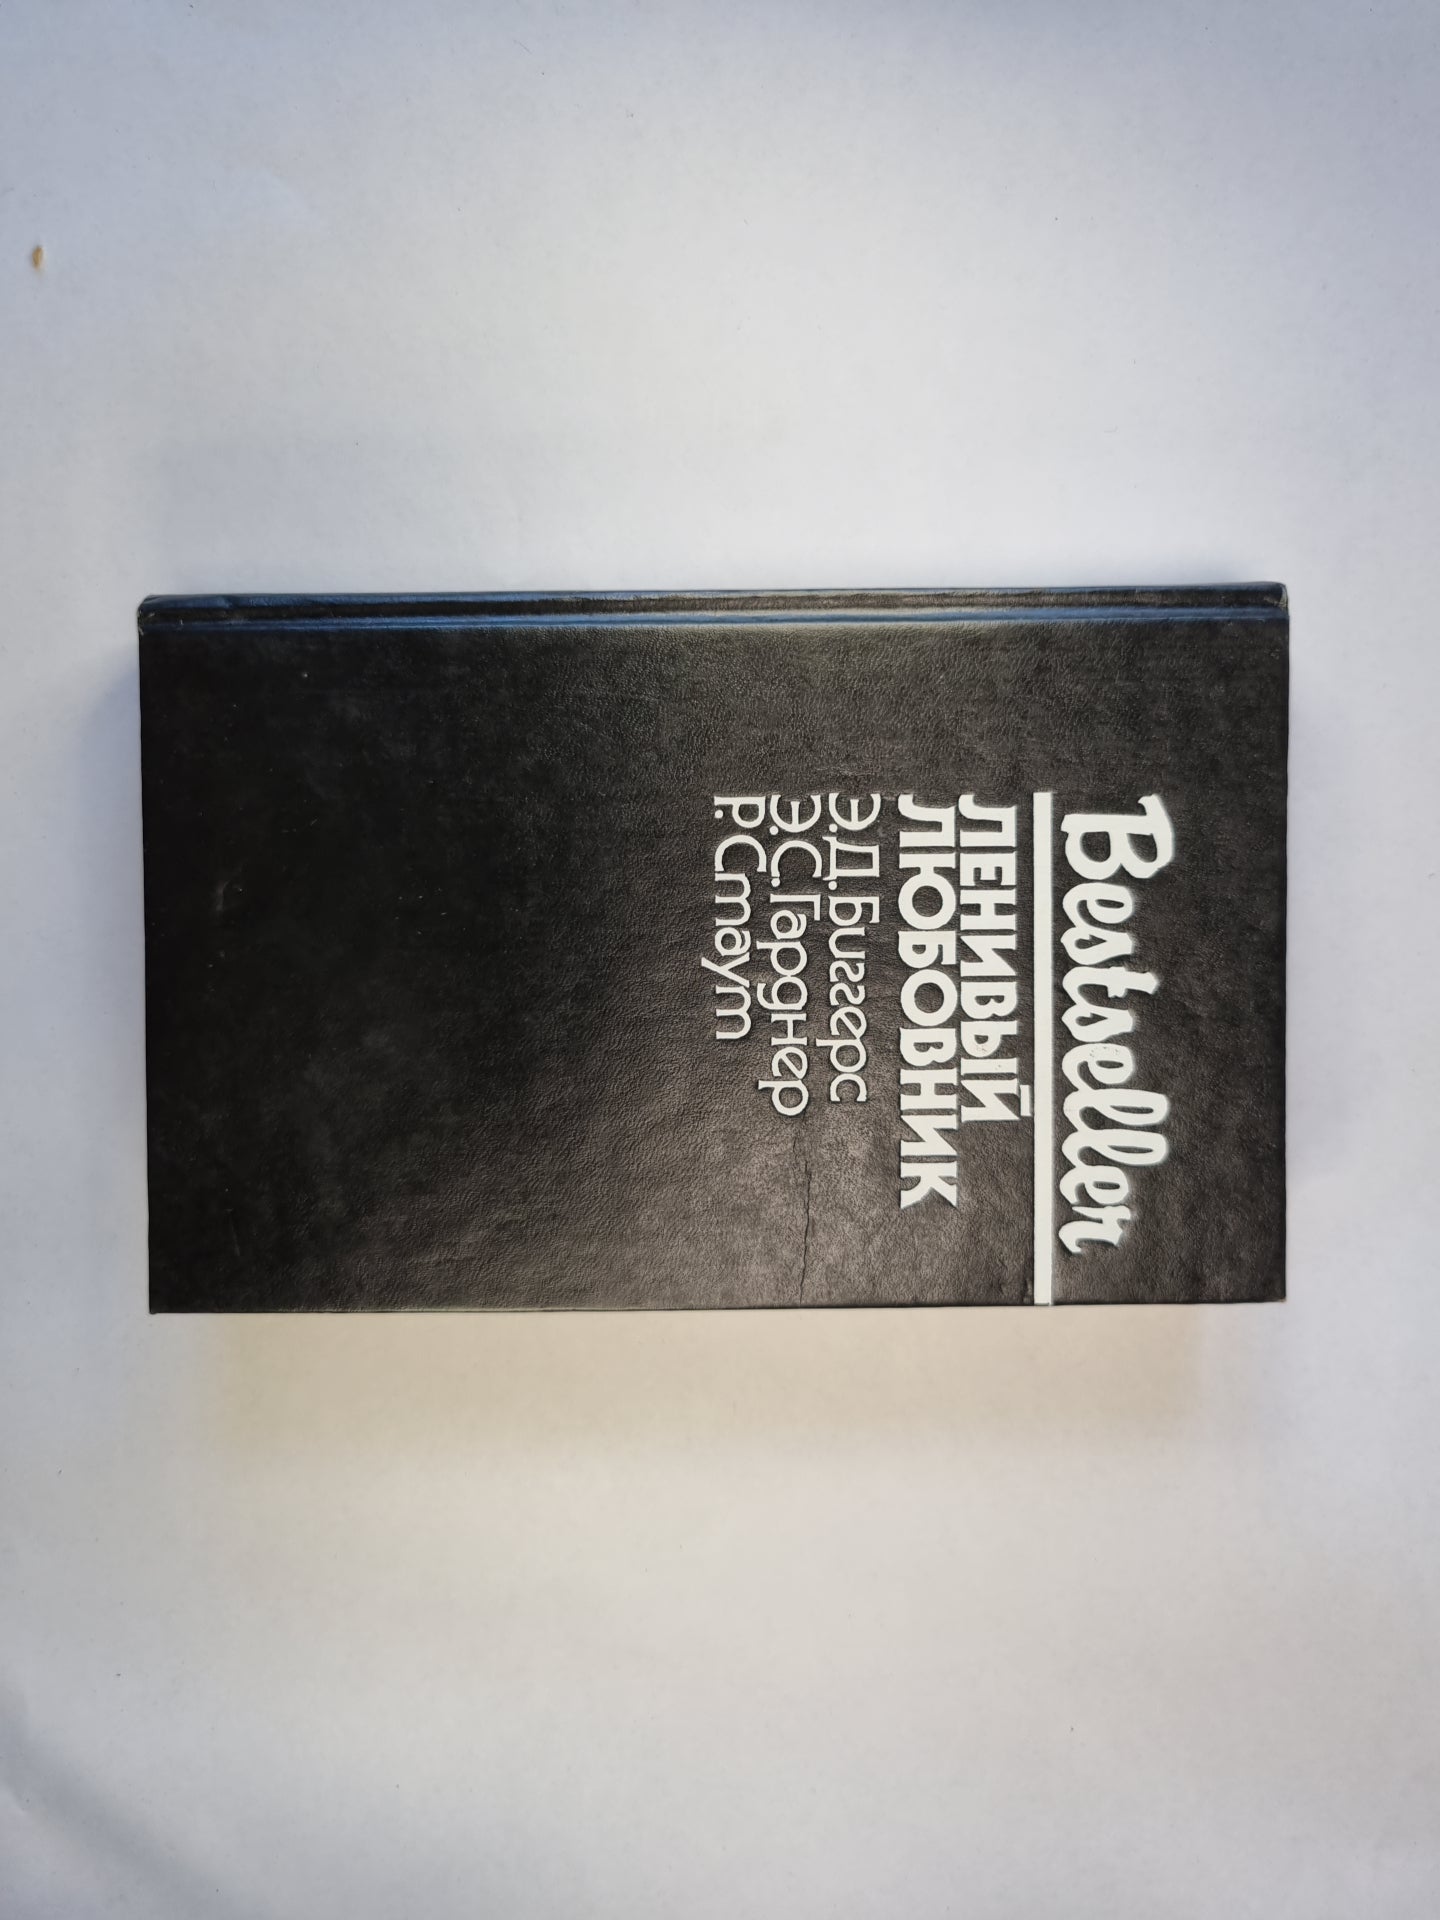 Bestseller
ЛЕНИВЫЙ
ЛЮБОВНИК
Э.Д.Биггерс
Э.С.Гарднер
Р.Стаут